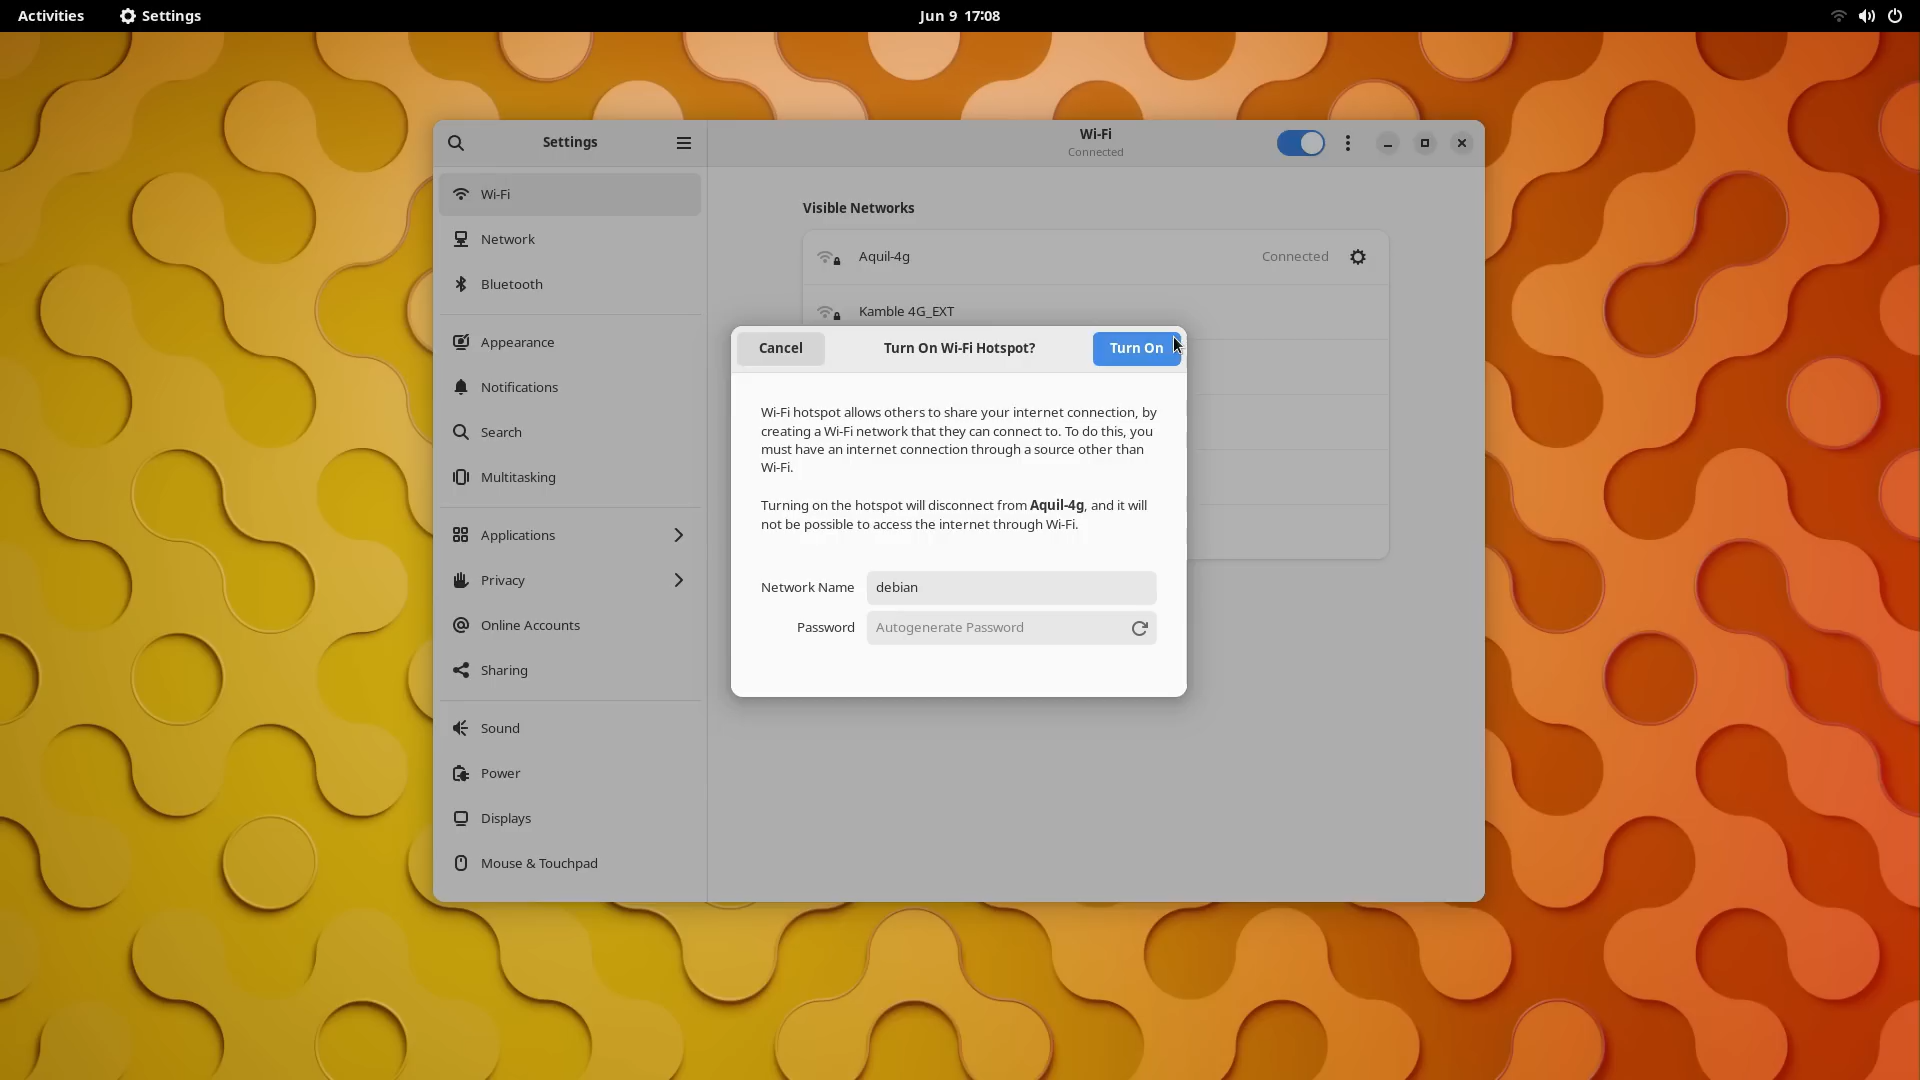 Activities
Settings
Jun 9 17:08
Settings
Wi-Fi
Connected
Wi-Fi
Network
Bluetooth
Appearance
Notifications
Search
Multitasking
Applications
Privacy
Online Accounts
Sharing
Sound
Power
Displays
Mouse & Touchpad
Visible Networks
Aquil-4g Connected
Kamble 4G_EXT
Cancel
Turn On Wi-Fi Hotspot?
Turn On
Wi-Fi hotspot allows others to share your internet connection, by
creating a Wi-Fi network that they can connect to. To do this, you
must have an internet connection through a source other than
Wi-Fi.
Turning on the hotspot will disconnect from Aquil-4g, and it will
not be possible to access the internet through Wi-Fi.
Network Name debian
Password Autogenerate Password